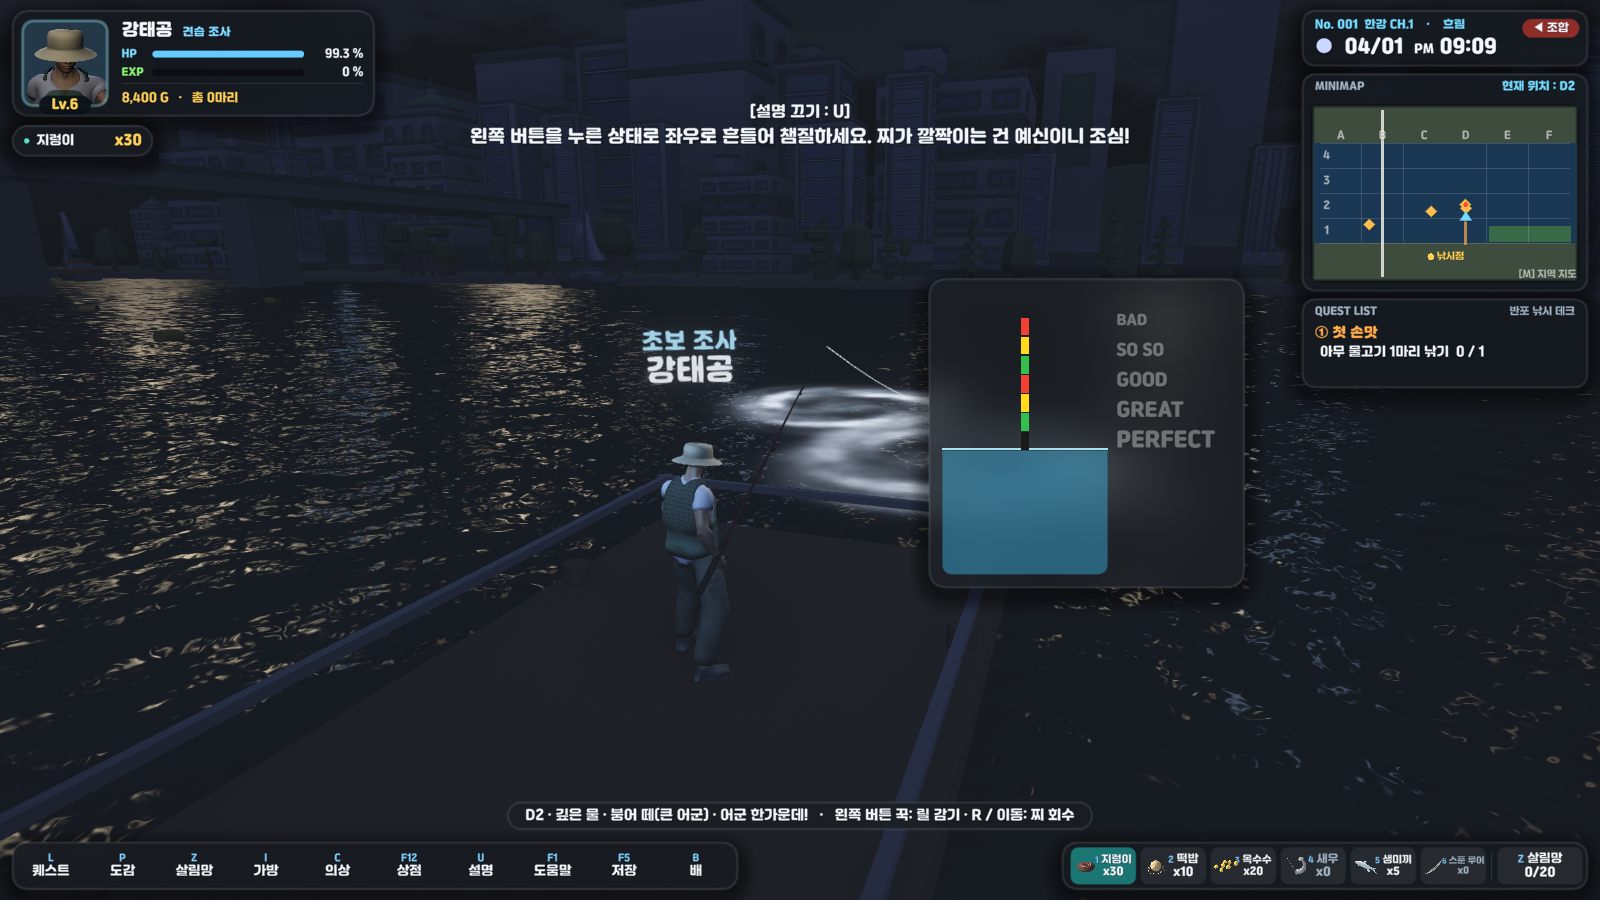 강태공 견습 조사
HP 99.3 %
EXP 0 %
Lv.6
8,400 G · 총 0마리
지렁이 x30
[설명 끄기 : U]
왼쪽 버튼을 누른 상태로 좌우로 흔들어 챔질하세요. 찌가 깔짝이는 건 예신이니 조심!
No. 001 한강 CH.1 · 흐림
◀ 조합
04/01 PM 09:09
MINIMAP 현재 위치 : D2
A B C D E F
4
3
2
1
낚시점
[M] 지역 지도
QUEST LIST 반포 낚시 데크
① 첫 손맛
아무 물고기 1마리 낚기 0 / 1
초보 조사
강태공
BAD
SO SO
GOOD
GREAT
PERFECT
D2 · 깊은 물 · 붕어 떼(큰 어군) · 어군 한가운데! · 왼쪽 버튼 꾹: 릴 감기 · R / 이동: 찌 회수
L 퀘스트
P 도감
Z 살림망
I 가방
C 의상
F12 상점
U 설명
F1 도움말
F5 저장
B 배
1 지렁이 x30
2 떡밥 x10
3 옥수수 x20
4 새우 x0
5 생미끼 x5
6 스푼 루어 x0
Z 살림망 0/20